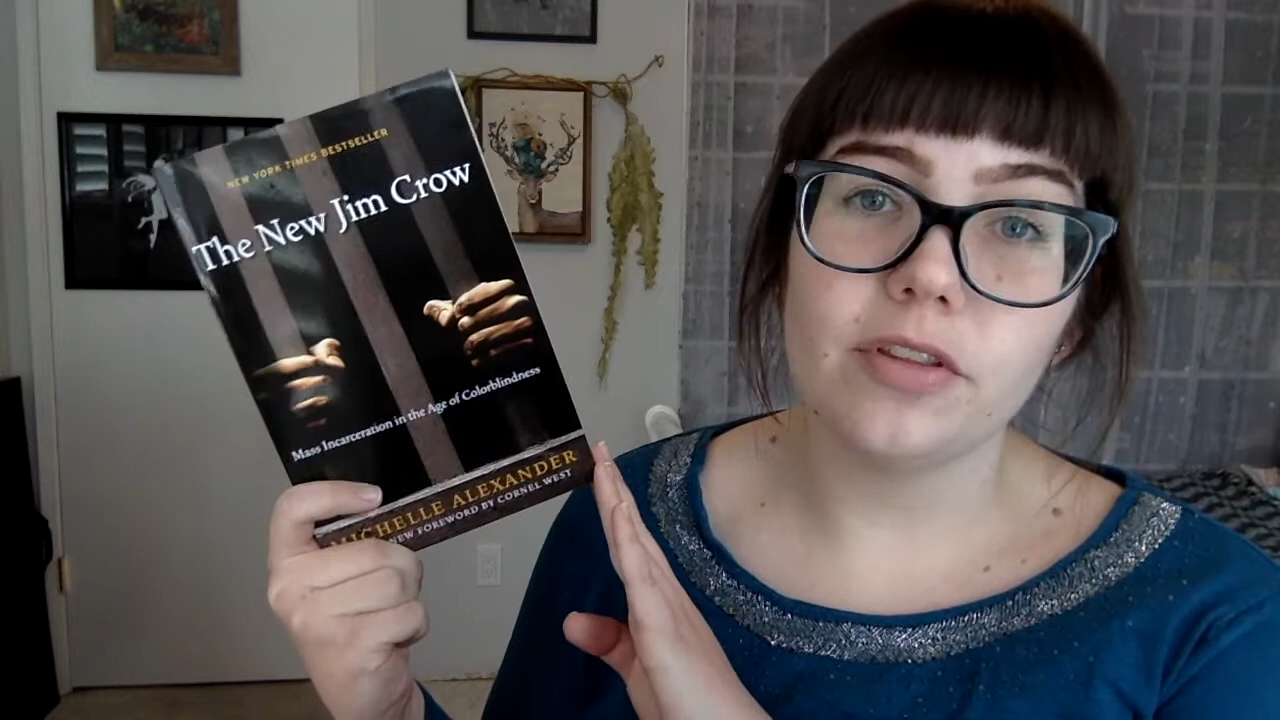 NEW YORK TIMES BESTSELLER
The New Jim Crow
Mass Incarceration in the Age of Colorblindness
MICHELLE ALEXANDER
NEW FOREWORD BY CORNEL WEST